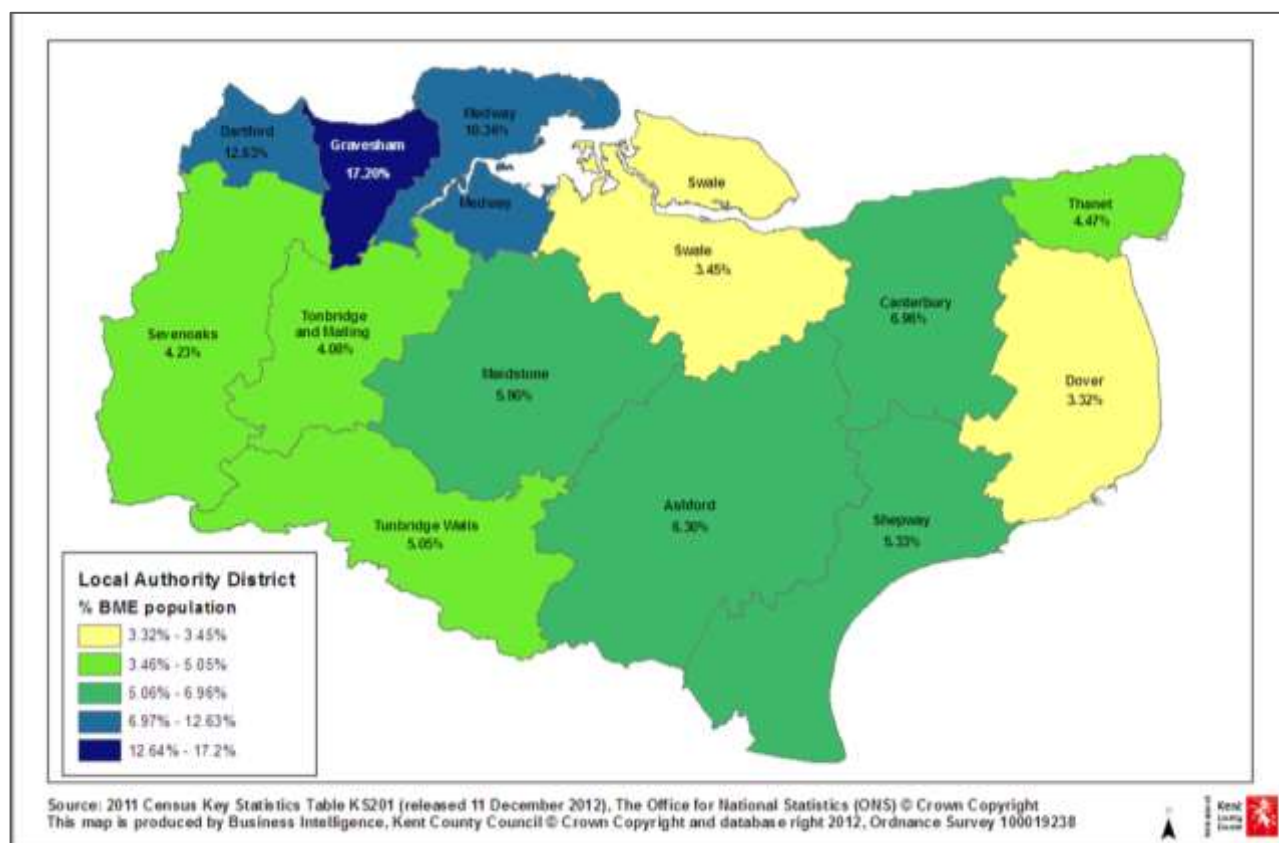 Dartford
12.63%
Gravesham
17.20%
Medway
10.36%
Medway
Swale
Swale
3.45%
Thanet
4.47%
Canterbury
6.96%
Sevenoaks
4.23%
Tonbridge
and Malling
4.08%
Maidstone
Dover
3.32%
Ashford
6.30%
Shepway
5.33%
Tunbridge Wells
5.05%
Local Authority District
% BME population
3.32% - 3.45%
3.46% - 5.05%
5.06% - 6.96%
6.97% - 12.63%
12.64% - 17.2%
Source: 2011 Census Key Statistics Table KS201 (released 11 December 2012), The Office for National Statistics (ONS) © Crown Copyright
This map is produced by Business Intelligence, Kent County Council © Crown Copyright and database right 2012, Ordnance Survey 100019238
Kent
County
Council